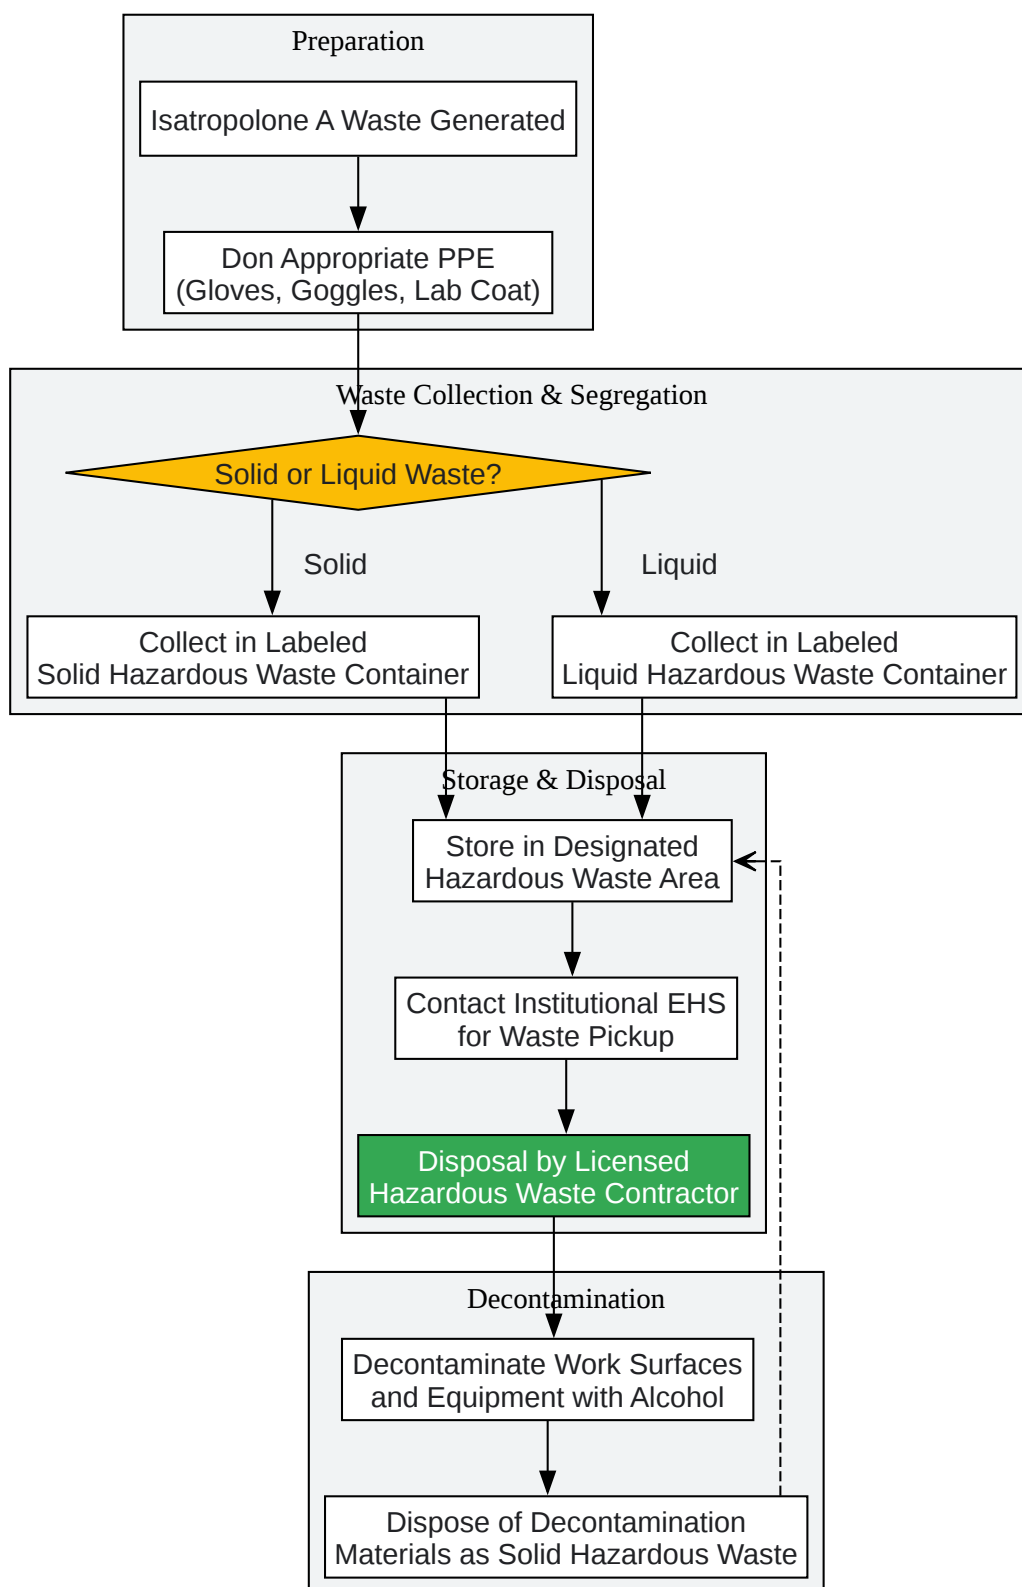 Preparation
Isatropolone A Waste Generated
Don Appropriate PPE
(Gloves, Goggles, Lab Coat)
Waste Collection & Segregation
Solid or Liquid Waste?
Solid
Liquid
Collect in Labeled
Solid Hazardous Waste Container
Collect in Labeled
Liquid Hazardous Waste Container
Storage & Disposal
Store in Designated
Hazardous Waste Area
Contact Institutional EHS
for Waste Pickup
Disposal by Licensed
Hazardous Waste Contractor
Decontamination
Decontaminate Work Surfaces
and Equipment with Alcohol
Dispose of Decontamination
Materials as Solid Hazardous Waste